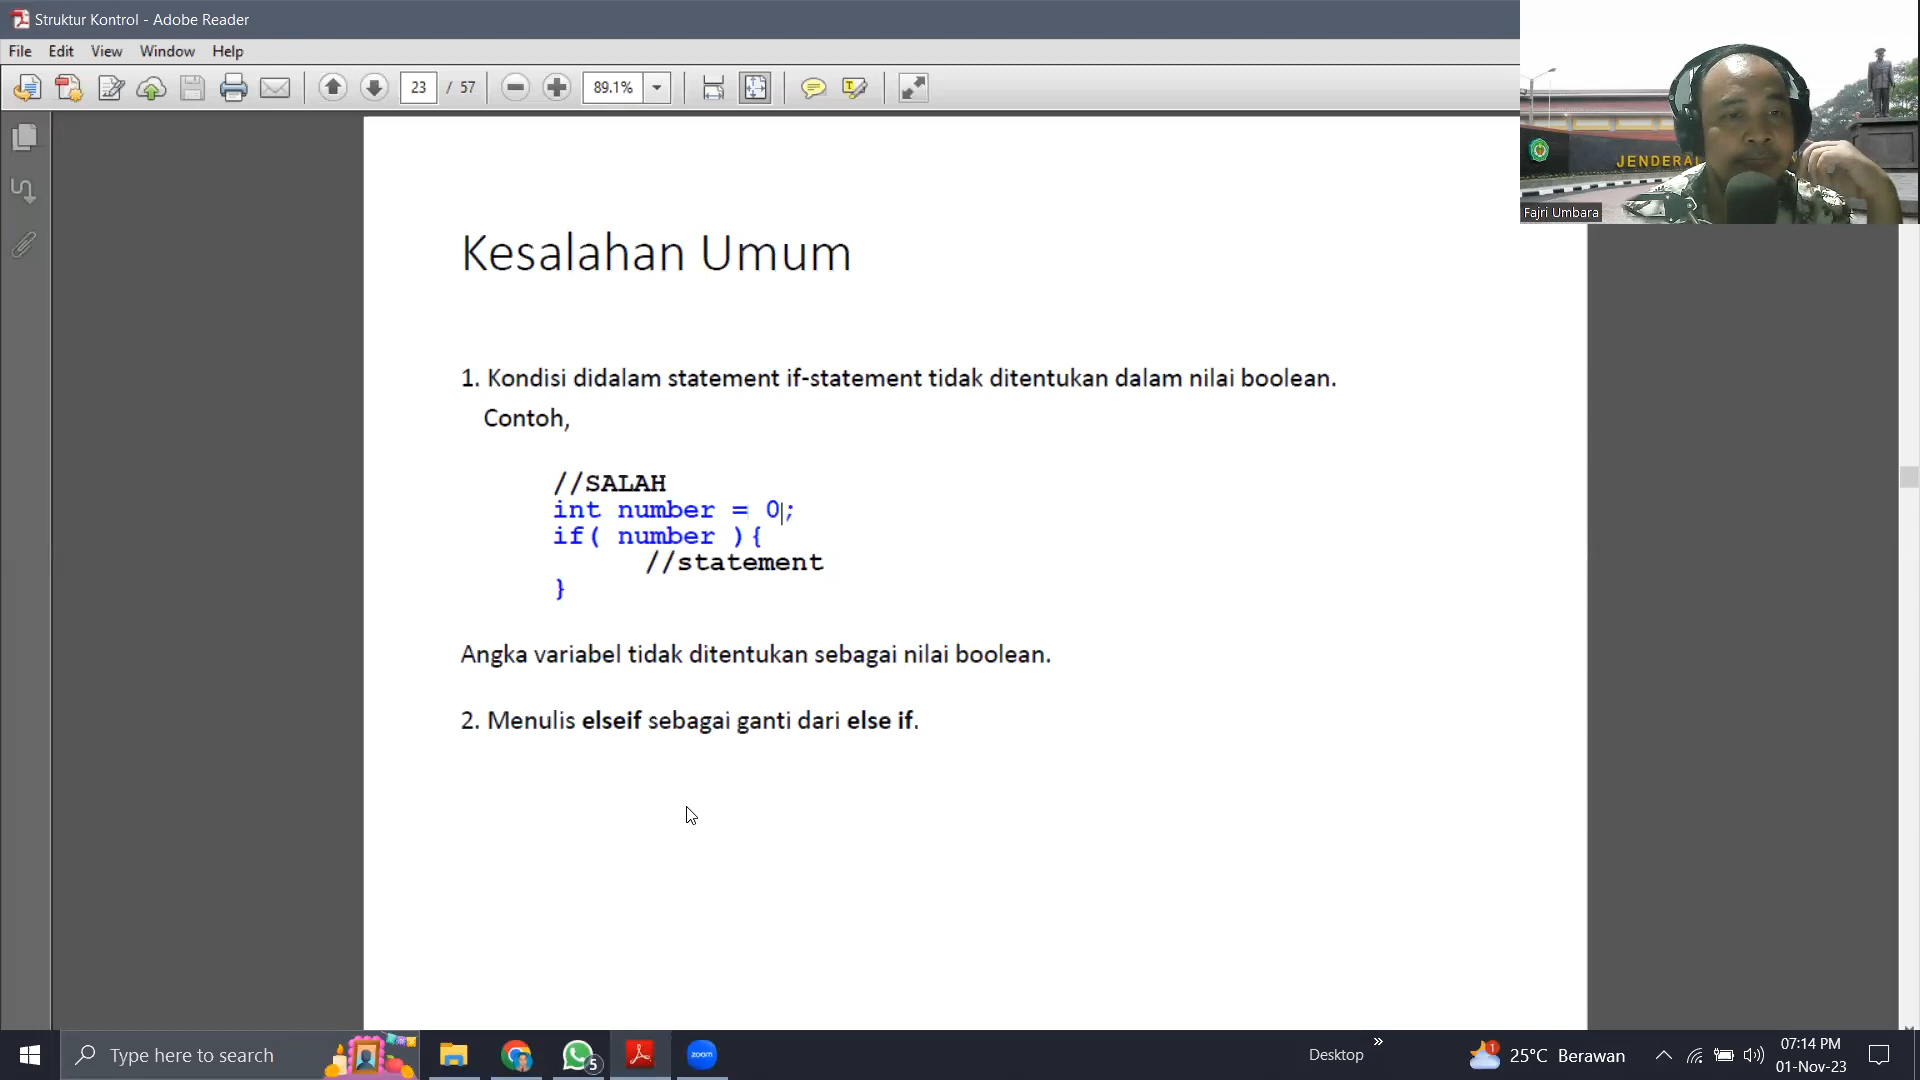 Struktur Kontrol - Adobe Reader
File Edit View Window Help
23 / 57 89.1%
JENDERAL
Fajri Umbara
Kesalahan Umum
1. Kondisi didalam statement if-statement tidak ditentukan dalam nilai boolean.
Contoh,
//SALAH
int number = 0;
if( number ){
//statement
}
Angka variabel tidak ditentukan sebagai nilai boolean.
2. Menulis elseif sebagai ganti dari else if.
Type here to search
5
zoom
Desktop »
1
25°C Berawan
07:14 PM
01-Nov-23